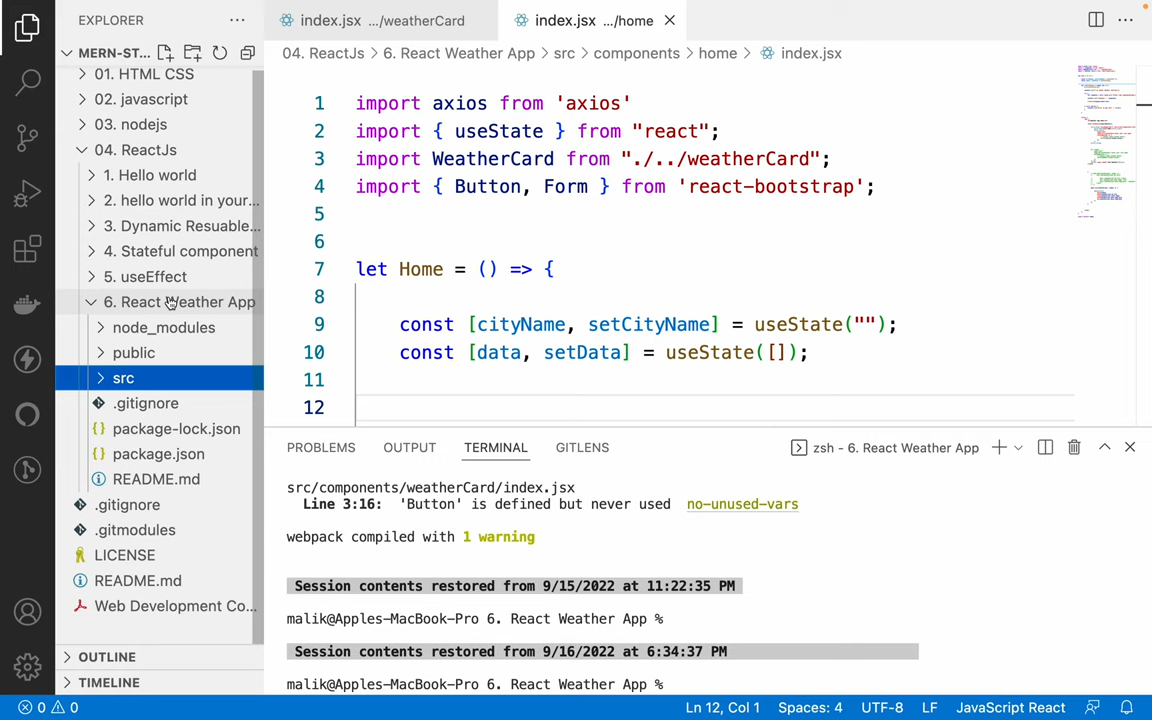 EXPLORER
MERN-ST...
01. HTML CSS
02. javascript
03. nodejs
04. ReactJs
1. Hello world
2. hello world in your...
3. Dynamic Resuable...
4. Stateful component
5. useEffect
6. React Weather App
node_modules
public
src
.gitignore
package-lock.json
package.json
README.md
.gitignore
.gitmodules
LICENSE
README.md
Web Development Co...
OUTLINE
TIMELINE
index.jsx .../weatherCard
index.jsx .../home
04. ReactJs > 6. React Weather App > src > components > home > index.jsx
1 import axios from 'axios'
2 import { useState } from "react";
3 import WeatherCard from "./../weatherCard";
4 import { Button, Form } from 'react-bootstrap';
5
6
7 let Home = () => {
8
9 const [cityName, setCityName] = useState("");
10 const [data, setData] = useState([]);
11
12
PROBLEMS OUTPUT TERMINAL GITLENS
zsh - 6. React Weather App
src/components/weatherCard/index.jsx
Line 3:16: 'Button' is defined but never used no-unused-vars
webpack compiled with 1 warning
Session contents restored from 9/15/2022 at 11:22:35 PM
malik@Apples-MacBook-Pro 6. React Weather App %
Session contents restored from 9/16/2022 at 6:34:37 PM
malik@Apples-MacBook-Pro 6. React Weather App %
0 0
Ln 12, Col 1 Spaces: 4 UTF-8 LF JavaScript React